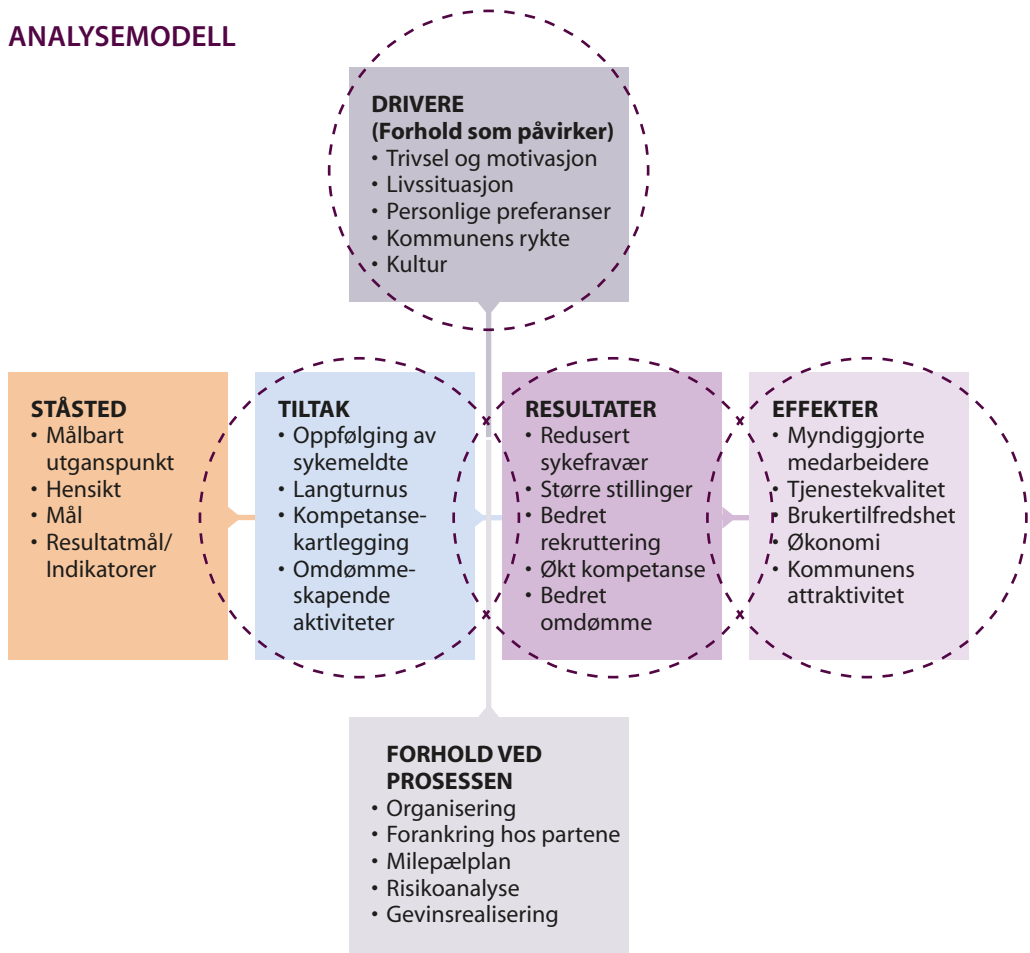 ANALYSEMODELL
DRIVERE
(Forhold som påvirker)
• Trivsel og motivasjon
• Livssituasjon
• Personlige preferanser
• Kommunens rykte
• Kultur
STÅSTED
• Målbart
utganspunkt
• Hensikt
• Mål
• Resultatmål/
Indikatorer
TILTAK
• Oppfølging av
sykemeldte
• Langturnus
• Kompetanse-
kartlegging
• Omdømme-
skapende
aktiviteter
RESULTATER
• Redusert
sykefravær
• Større stillinger
• Bedret
rekruttering
• Økt kompetanse
• Bedret
omdømme
EFFEKTER
• Myndiggjorte
medarbeidere
• Tjenestekvalitet
• Brukertilfredshet
• Økonomi
• Kommunens
attraktivitet
FORHOLD VED
PROSESSEN
• Organisering
• Forankring hos partene
• Milepælplan
• Risikoanalyse
• Gevinsrealisering